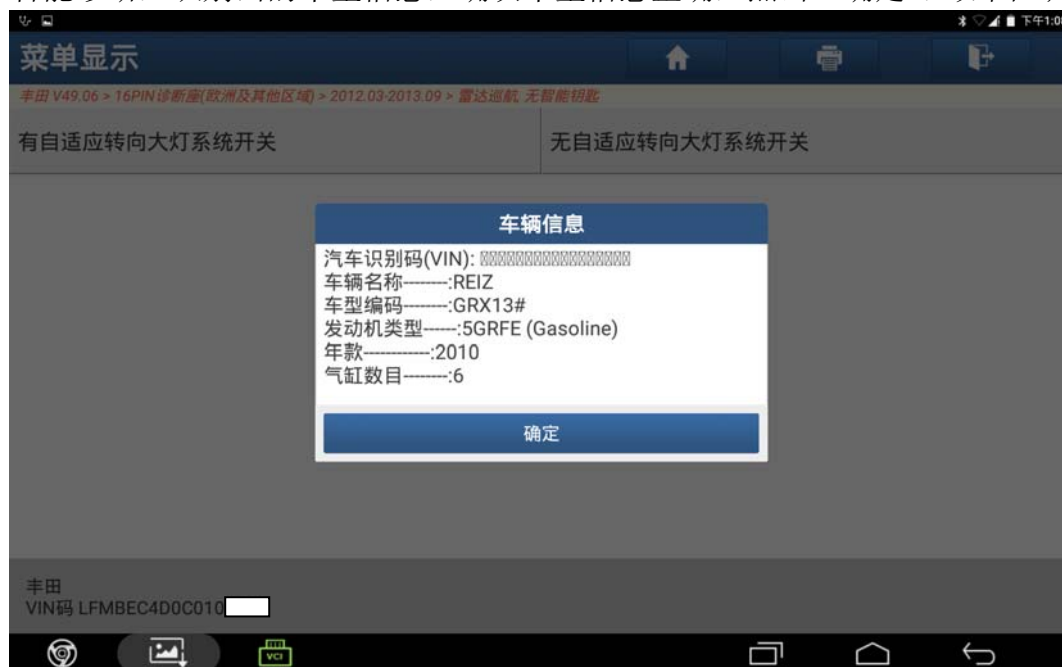 下午1:08
菜单显示
丰田 V49.06 > 16PIN诊断座(欧洲及其他区域) > 2012.03-2013.09 > 雷达巡航, 无智能钥匙
有自适应转向大灯系统开关
无自适应转向大灯系统开关
车辆信息
汽车识别码(VIN):
车辆名称--------:REIZ
车型编码--------:GRX13#
发动机类型------:5GRFE (Gasoline)
年款------------:2010
气缸数目--------:6
确定
丰田
VIN码 LFMBEC4D0C010
VCI